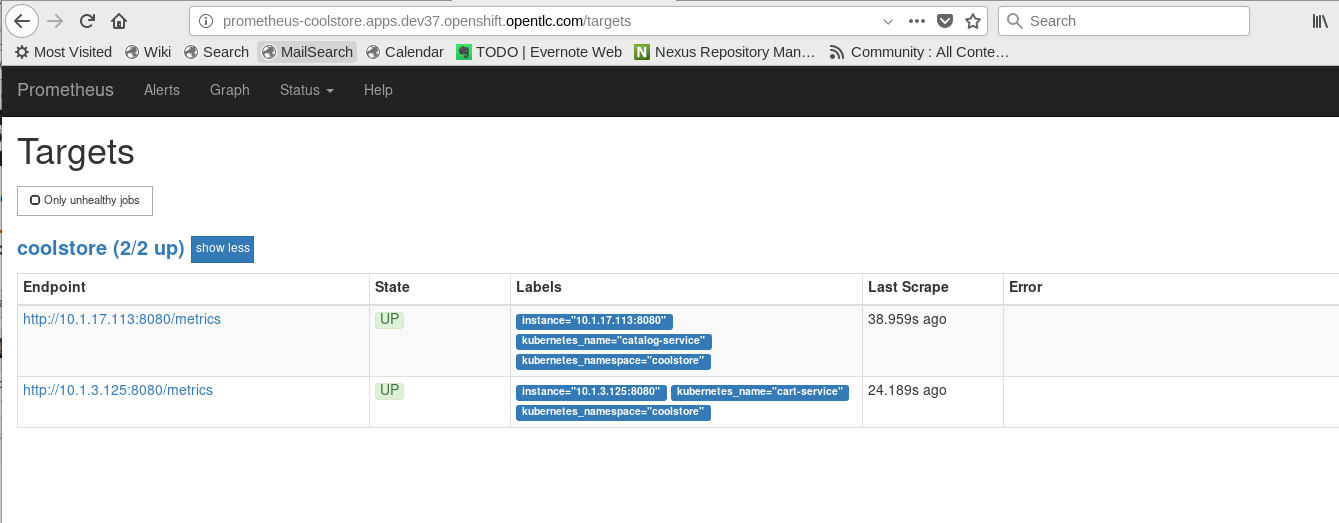 prometheus-coolstore.apps.dev37.openshift.opentlc.com/targets
Search
Most Visited Wiki Search MailSearch Calendar TODO | Evernote Web Nexus Repository Man… Community : All Conte…
Prometheus Alerts Graph Status Help
Targets
Only unhealthy jobs
coolstore (2/2 up) show less
Endpoint State Labels Last Scrape Error
http://10.1.17.113:8080/metrics UP instance="10.1.17.113:8080" 38.959s ago
kubernetes_name="catalog-service"
kubernetes_namespace="coolstore"
http://10.1.3.125:8080/metrics UP instance="10.1.3.125:8080" kubernetes_name="cart-service" 24.189s ago
kubernetes_namespace="coolstore"